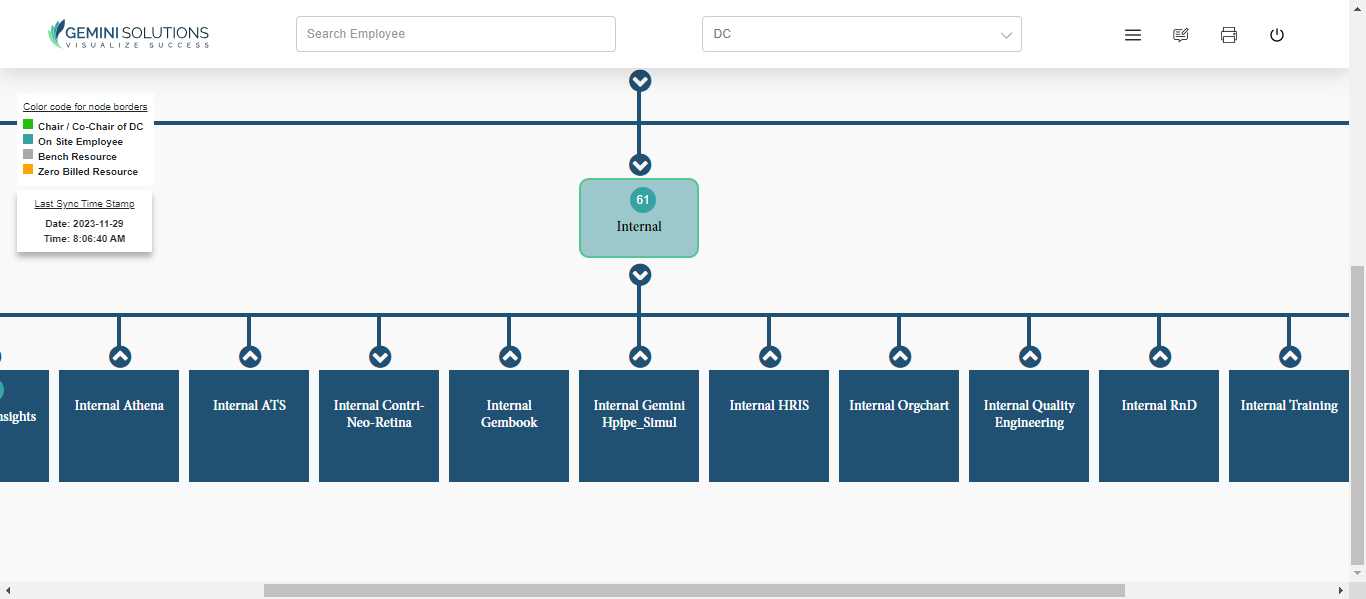 GEMINI SOLUTIONS
VISUALIZE SUCCESS
Search Employee
DC
Color code for node borders
Chair / Co-Chair of DC
On Site Employee
Bench Resource
Zero Billed Resource
Last Sync Time Stamp
Date: 2023-11-29
Time: 8:06:40 AM
61
Internal
nsights
Internal Athena
Internal ATS
Internal Contri-
Neo-Retina
Internal
Gembook
Internal Gemini
Hpipe_Simul
Internal HRIS
Internal Orgchart
Internal Quality
Engineering
Internal RnD
Internal Training